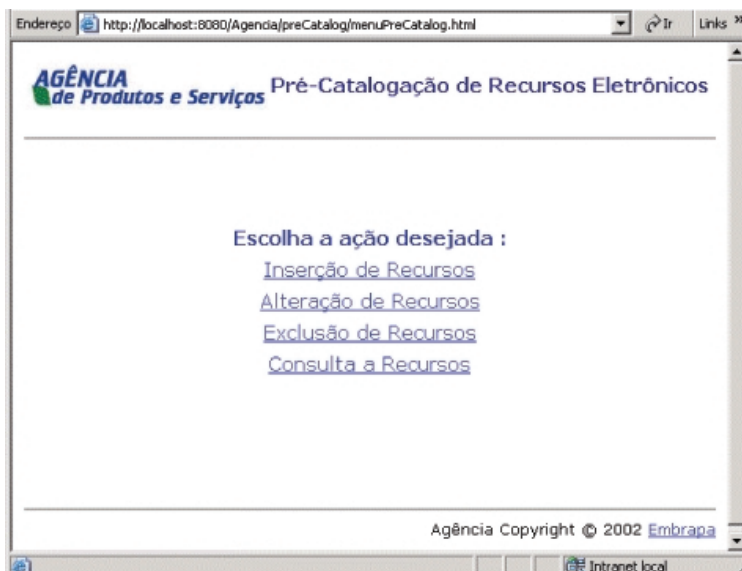 Endereço http://localhost:8080/Agencia/preCatalog/menuPreCatalog.html Ir Links »
AGÊNCIA
de Produtos e Serviços
Pré-Catalogação de Recursos Eletrônicos
Escolha a ação desejada :
Inserção de Recursos
Alteração de Recursos
Exclusão de Recursos
Consulta a Recursos
Agência Copyright © 2002 Embrapa
Intranet local